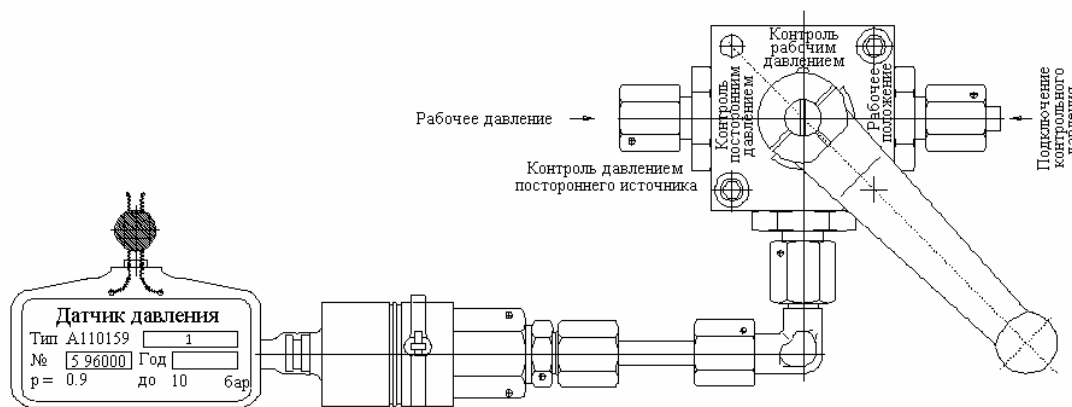 Контроль
рабочим
давлением
Контроль
посторонним
давлением
Рабочее
положение
Рабочее давление
Подключение
контрольного
давления
Контроль давлением
постороннего источника
Датчик давления
Тип А110159 1
№ 5 96000 Год
p = 0.9 до 10 бар